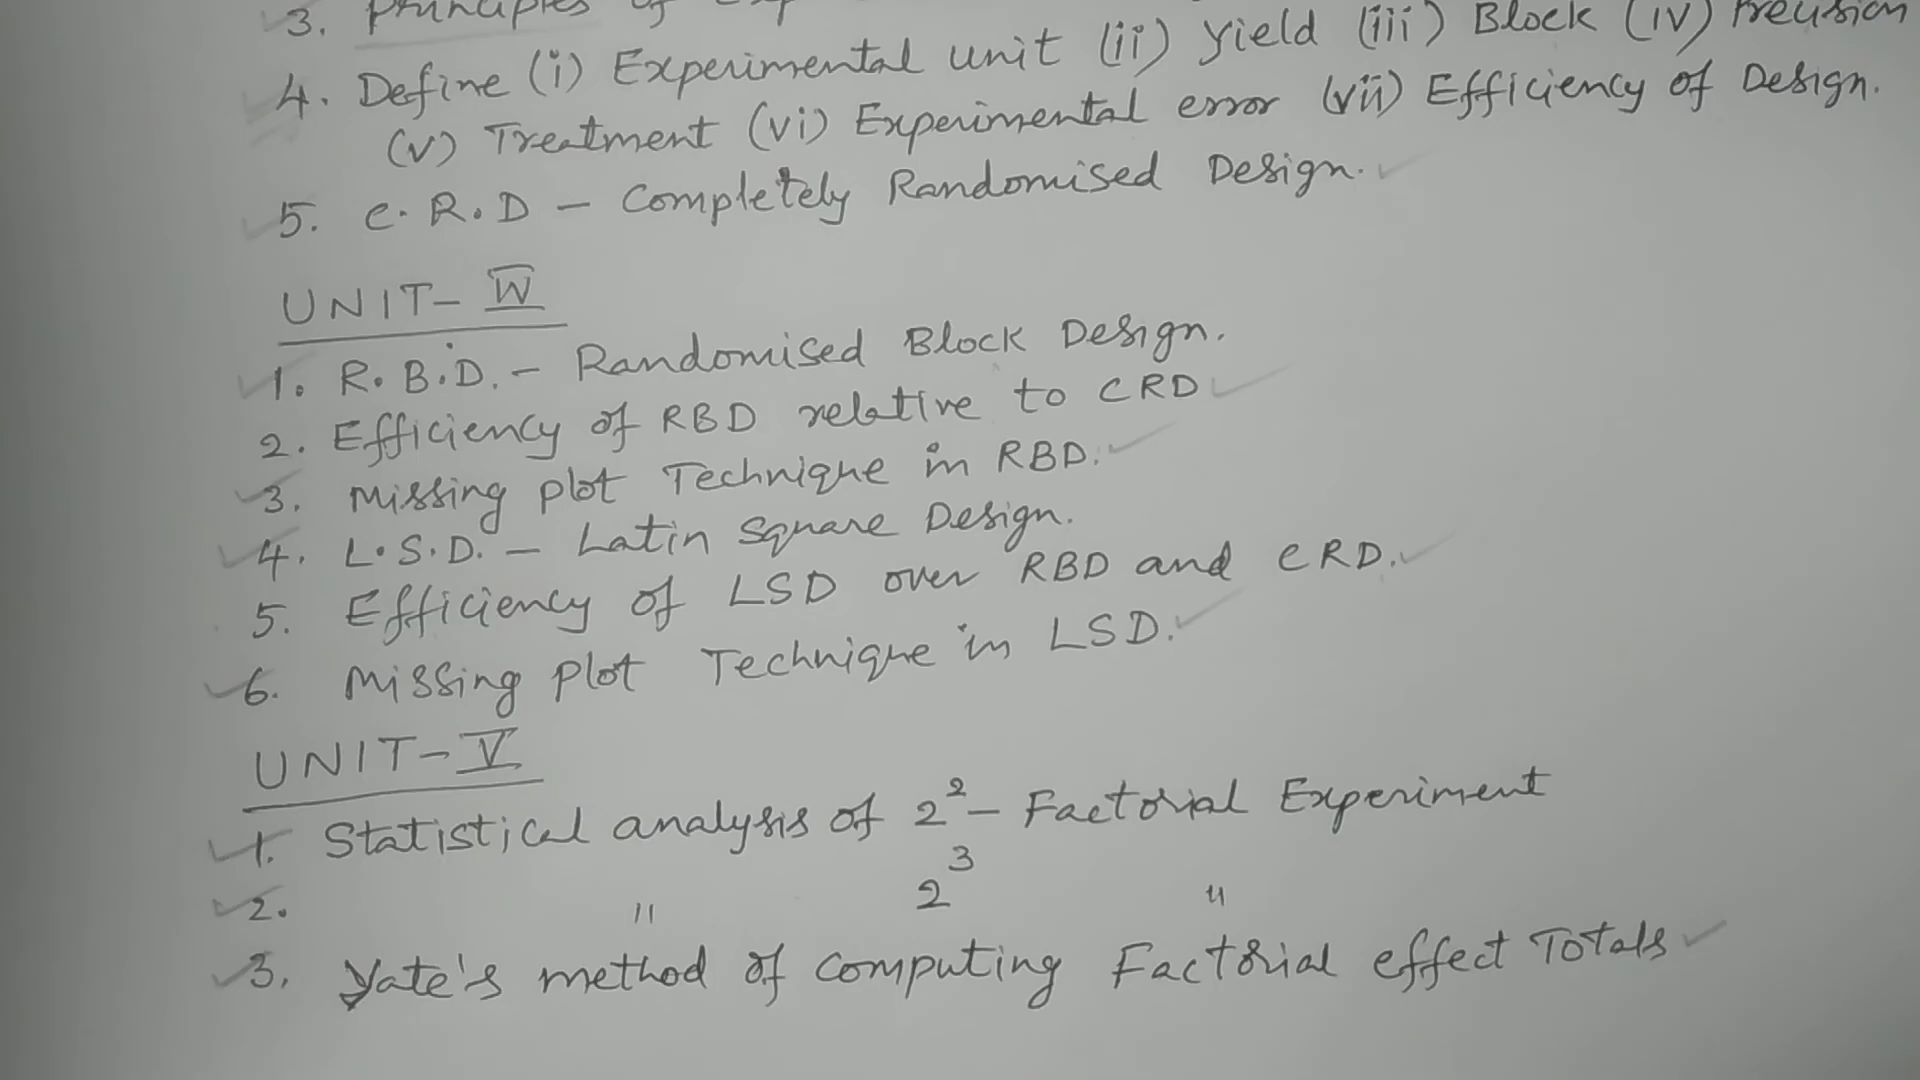 3. Principles of Exp
4. Define (i) Experimental unit (ii) Yield (iii) Block (iv) Precision
(v) Treatment (vi) Experimental error (vii) Efficiency of Design.
5. C.R.D - Completely Randomised Design.
UNIT- IV
1. R.B.D. - Randomised Block Design.
2. Efficiency of RBD relative to CRD
3. Missing plot Technique in RBD.
4. L.S.D. - Latin Square Design.
5. Efficiency of LSD over RBD and CRD.
6. Missing plot Technique in LSD.
UNIT-V
1. Statistical analysis of 2² - Factorial Experiment
2. " 2³ "
3. Yate's method of computing Factorial effect Totals